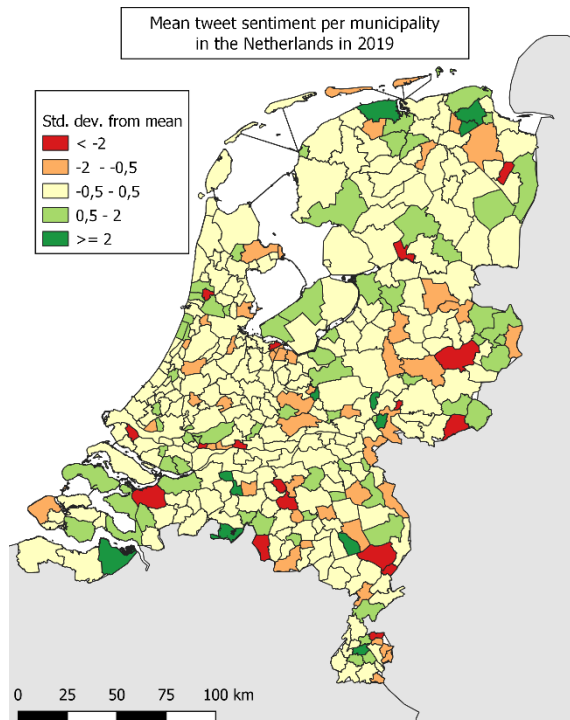 Mean tweet sentiment per municipality
in the Netherlands in 2019
Std. dev. from mean
< -2
-2 - -0,5
-0,5 - 0,5
0,5 - 2
>= 2
0 25 50 75 100 km